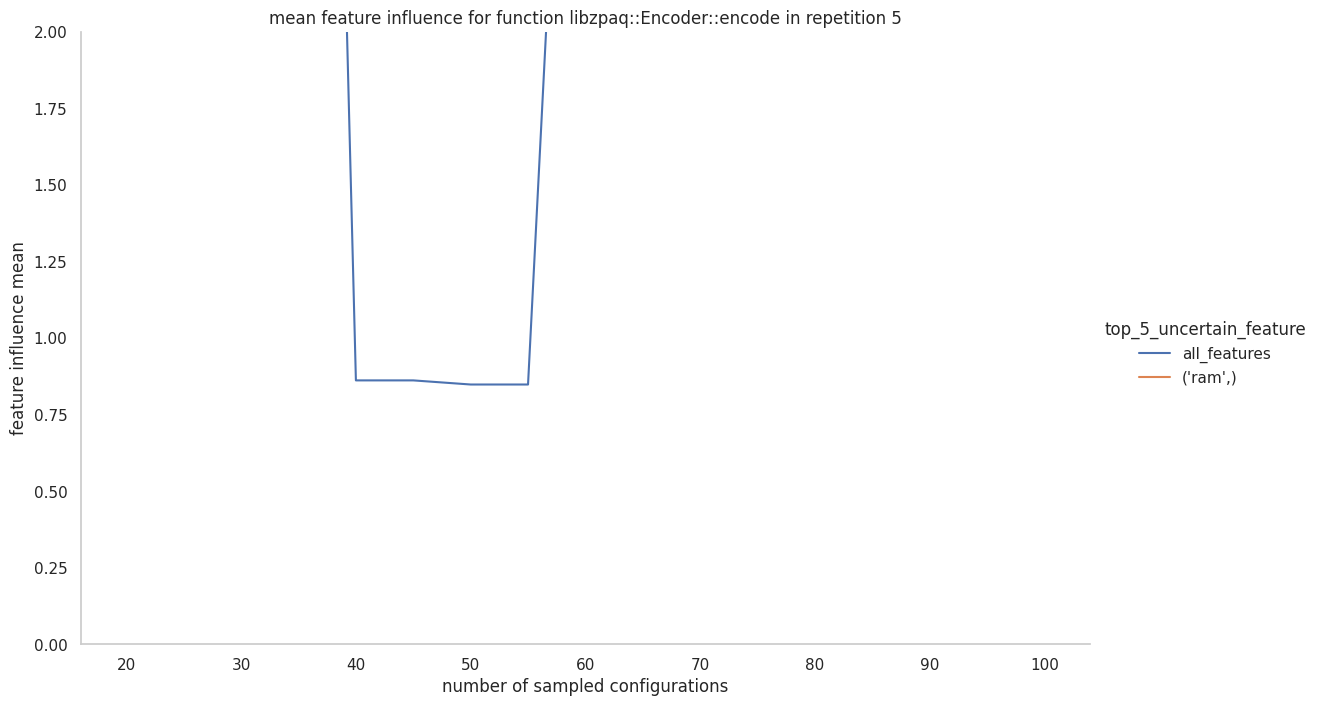 mean feature influence for function libzpaq::Encoder::encode in repetition 5
2.00
1.75
1.50
1.25
1.00
0.75
0.50
0.25
0.00
feature influence mean
20 30 40 50 60 70 80 90 100
number of sampled configurations
top_5_uncertain_feature
all_features
('ram',)